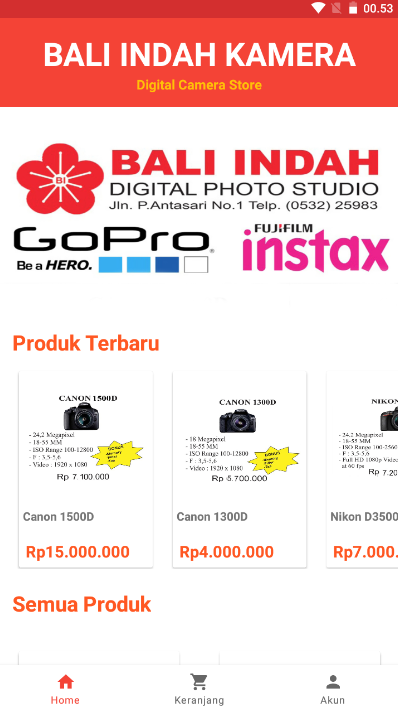 00.53
BALI INDAH KAMERA
Digital Camera Store
BI
BALI INDAH
DIGITAL PHOTO STUDIO
Jln. P.Antasari No.1 Telp. (0532) 25983
GoPro
Be a HERO.
FUJIFILM
instax
Produk Terbaru
CANON 1500D
- 24,2 Megapixel
- 18-55 MM
- ISO Range 100-12800
- F : 3,5-5,6
- Video : 1920 x 1080
BONUS
Rp 7.100.000
Canon 1500D
Rp15.000.000
CANON 1300D
- 18 Megapixel
- 18-55 MM
- ISO Range 100-12800
- F : 3,5-5,6
- Video : 1920 x 1080
BONUS
Rp 5.700.000
Canon 1300D
Rp4.000.000
NIKON
- 24,2 Megapixel
- 18-55 MM
- ISO Range 100-2560
- F : 3,5-5,6
- Full HD 1080p Video
at 60 fps
Rp 7.20
Nikon D3500
Rp7.000.
Semua Produk
Home
Keranjang
Akun